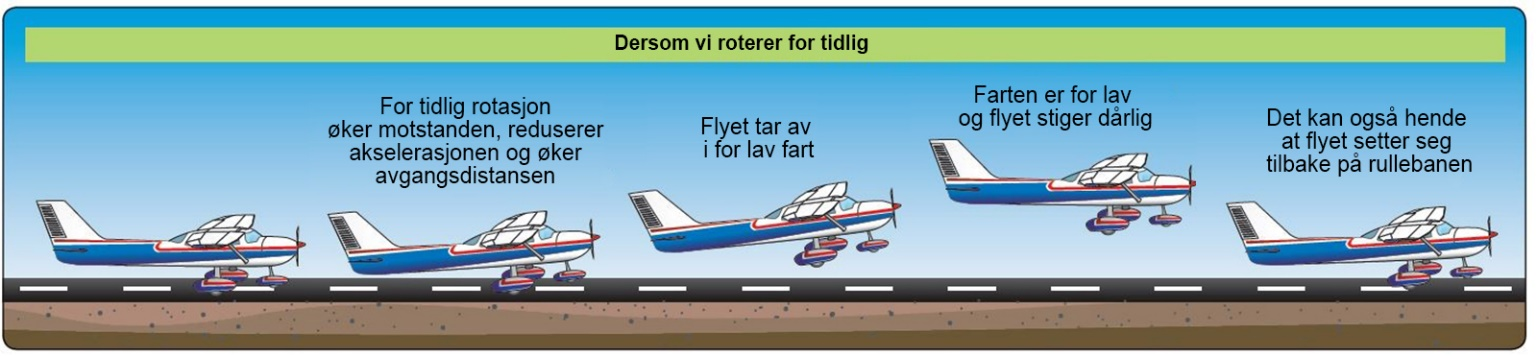 Dersom vi roterer for tidlig
For tidlig rotasjon
øker motstanden, reduserer
akselerasjonen og øker
avgangsdistansen
Flyet tar av
i for lav fart
Farten er for lav
og flyet stiger dårlig
Det kan også hende
at flyet setter seg
tilbake på rullebanen